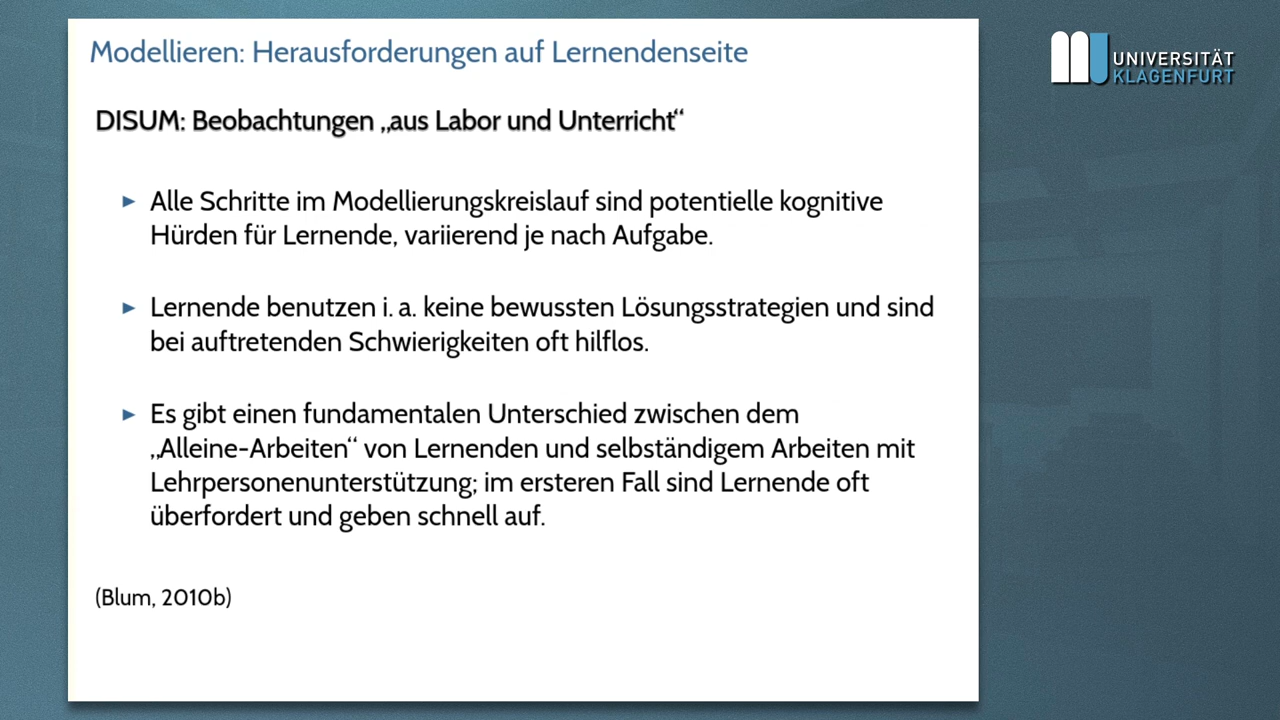 Modellieren: Herausforderungen auf Lernendenseite
UNIVERSITÄT
KLAGENFURT
DISUM: Beobachtungen „aus Labor und Unterricht“
▸ Alle Schritte im Modellierungskreislauf sind potentielle kognitive
Hürden für Lernende, variierend je nach Aufgabe.
▸ Lernende benutzen i. a. keine bewussten Lösungsstrategien und sind
bei auftretenden Schwierigkeiten oft hilflos.
▸ Es gibt einen fundamentalen Unterschied zwischen dem
„Alleine-Arbeiten“ von Lernenden und selbständigem Arbeiten mit
Lehrpersonenunterstützung; im ersteren Fall sind Lernende oft
überfordert und geben schnell auf.
(Blum, 2010b)